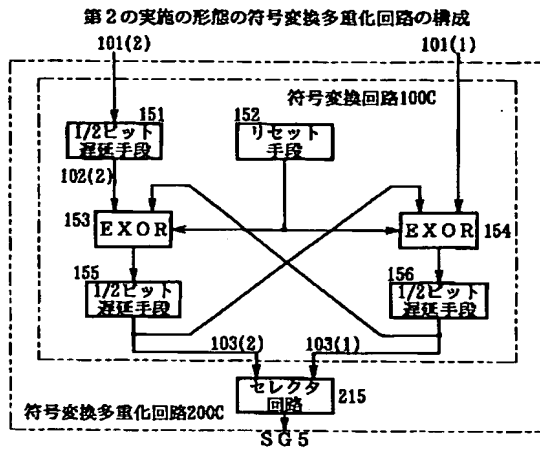 第2の実施の形態の符号変換多重化回路の構成
101(2)
101(1)
符号変換回路100C
151
1/2ビット
遅延手段
152
リセット
手段
102(2)
153
EXOR
EXOR
154
155
1/2ビット
遅延手段
156
1/2ビット
遅延手段
103(2)
103(1)
セレクタ
回路
215
符号変換多重化回路200C
SG5